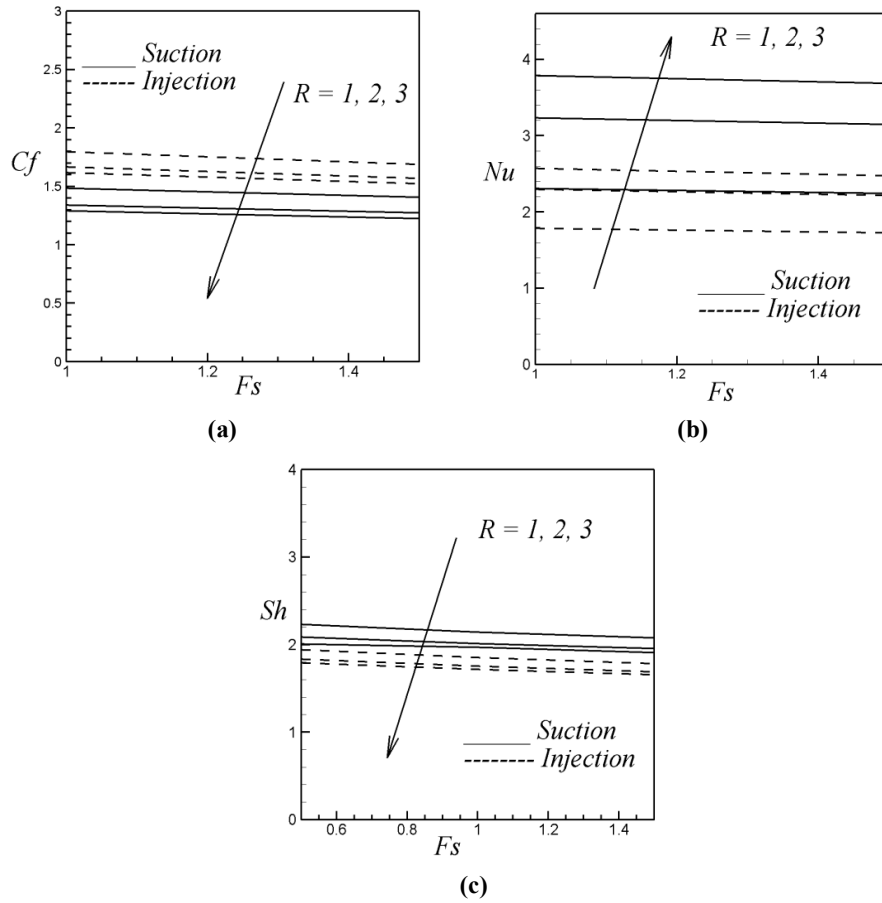 3
2.5
2
1.5
1
0.5
0
Cf
Suction
Injection
R = 1, 2, 3
1
1.2
1.4
Fs
(a)
4
3
2
1
0
Nu
R = 1, 2, 3
Suction
Injection
1
1.2
1.4
Fs
(b)
4
3
2
1
0
Sh
R = 1, 2, 3
Suction
Injection
0.6
0.8
1
1.2
1.4
Fs
(c)